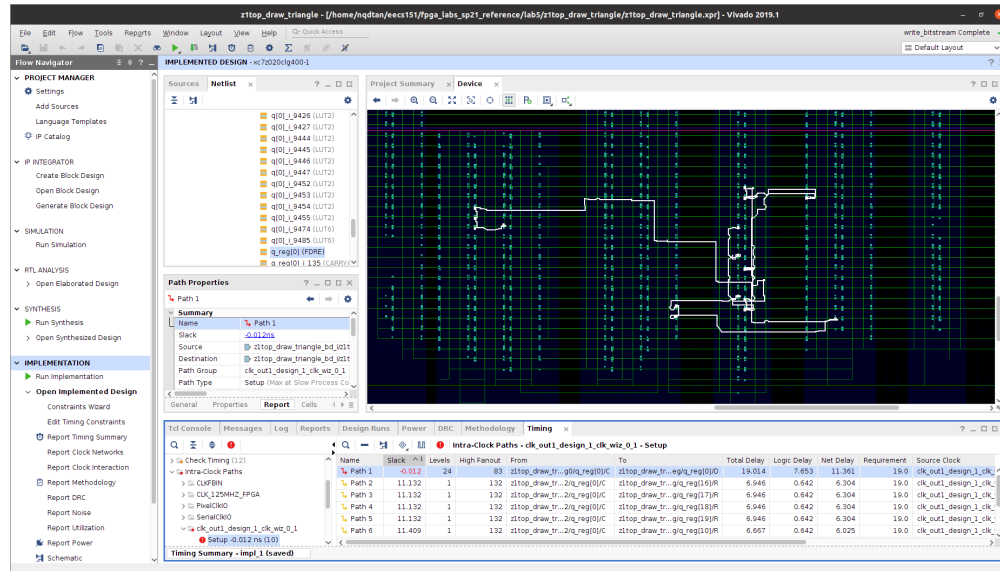 z1top_draw_triangle - [/home/nqdtan/eecs151/fpga_labs_sp21_reference/lab5/z1top_draw_triangle/z1top_draw_triangle.xpr] - Vivado 2019.1
File Edit Flow Tools Reports Window Layout View Help Quick Access write_bitstream Complete
Default Layout
Flow Navigator
IMPLEMENTED DESIGN - xc7z020clg400-1
PROJECT MANAGER
Settings
Add Sources
Language Templates
IP Catalog
IP INTEGRATOR
Create Block Design
Open Block Design
Generate Block Design
SIMULATION
Run Simulation
RTL ANALYSIS
Open Elaborated Design
SYNTHESIS
Run Synthesis
Open Synthesized Design
IMPLEMENTATION
Run Implementation
Open Implemented Design
Constraints Wizard
Edit Timing Constraints
Report Timing Summary
Report Clock Networks
Report Clock Interaction
Report Methodology
Report DRC
Report Noise
Report Utilization
Report Power
Schematic
Sources Netlist
q[0]_i_9426 (LUT2)
q[0]_i_9427 (LUT2)
q[0]_i_9444 (LUT2)
q[0]_i_9445 (LUT2)
q[0]_i_9446 (LUT2)
q[0]_i_9447 (LUT2)
q[0]_i_9452 (LUT2)
q[0]_i_9453 (LUT2)
q[0]_i_9454 (LUT2)
q[0]_i_9455 (LUT2)
q[0]_i_9474 (LUT6)
q[0]_i_9485 (LUT6)
q_reg[0] (FDRE)
q_reg[0]_i_135 (CARRY4
Path Properties
Path 1
Summary
Name Path 1
Slack -0.012ns
Source z1top_draw_triangle_bd_i/z1t
Destination z1top_draw_triangle_bd_i/z1t
Path Group clk_out1_design_1_clk_wiz_0_1
Path Type Setup (Max at Slow Process Co
General Properties Report Cells
Project Summary Device
Tcl Console Messages Log Reports Design Runs Power DRC Methodology Timing
Intra-Clock Paths - clk_out1_design_1_clk_wiz_0_1 - Setup
Check Timing (12)
Intra-Clock Paths
CLKFBIN
CLK_125MHZ_FPGA
PixelClkIO
SerialClkIO
clk_out1_design_1_clk_wiz_0_1
Setup -0.012 ns (10)
Name Slack ^1 Levels High Fanout From To Total Delay Logic Delay Net Delay Requirement Source Clock
Path 1 -0.012 24 83 z1top_draw_tr...g0/q_reg[0]/C z1top_draw_tr...eg/q_reg[0]/D 19.014 7.653 11.361 19.0 clk_out1_design_1_clk_
Path 2 11.132 1 132 z1top_draw_tr...2/q_reg[0]/C z1top_draw_tr...g/q_reg[16]/R 6.946 0.642 6.304 19.0 clk_out1_design_1_clk_
Path 3 11.132 1 132 z1top_draw_tr...2/q_reg[0]/C z1top_draw_tr...g/q_reg[17]/R 6.946 0.642 6.304 19.0 clk_out1_design_1_clk_
Path 4 11.132 1 132 z1top_draw_tr...2/q_reg[0]/C z1top_draw_tr...g/q_reg[18]/R 6.946 0.642 6.304 19.0 clk_out1_design_1_clk_
Path 5 11.132 1 132 z1top_draw_tr...2/q_reg[0]/C z1top_draw_tr...g/q_reg[19]/R 6.946 0.642 6.304 19.0 clk_out1_design_1_clk_
Path 6 11.409 1 132 z1top_draw_tr...2/q_reg[0]/C z1top_draw_tr...g/q_reg[10]/R 6.667 0.642 6.025 19.0 clk_out1_design_1_clk_
Timing Summary - impl_1 (saved)